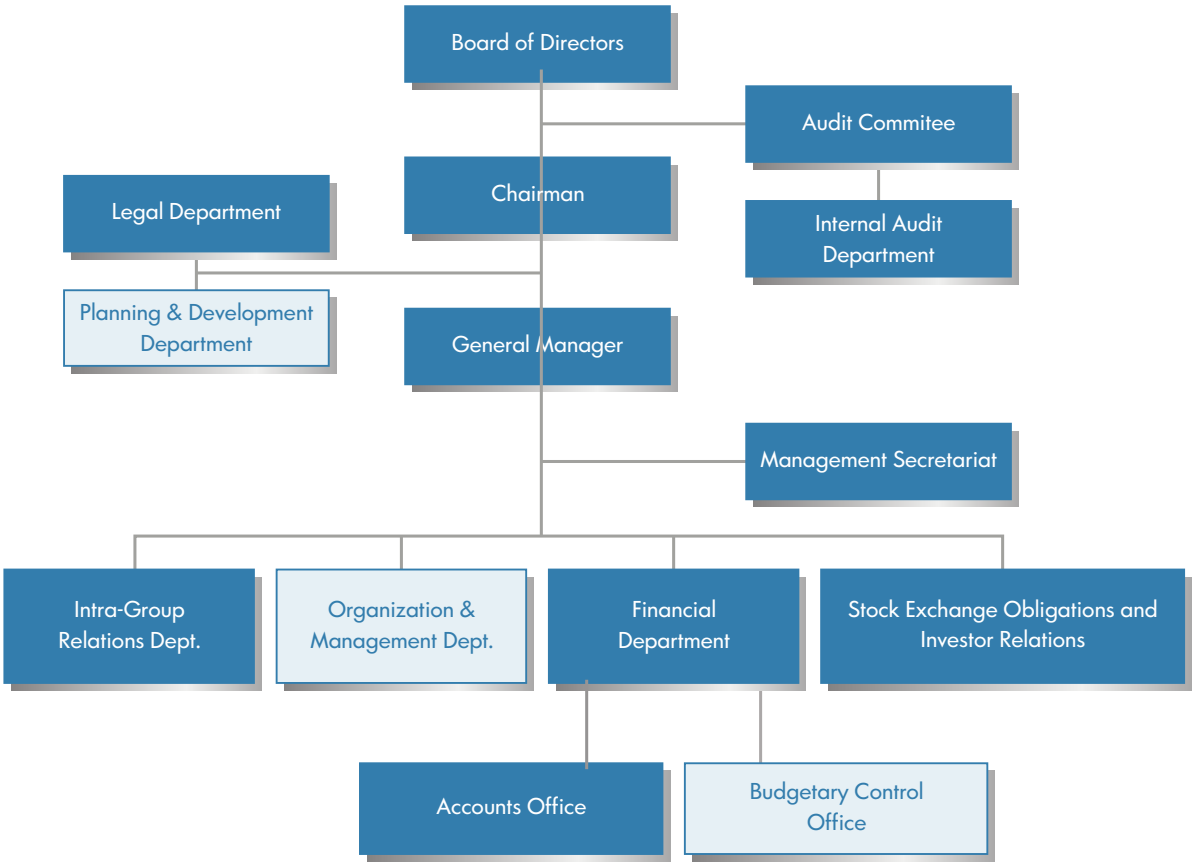 Board of Directors
Audit Commitee
Chairman
Legal Department
Internal Audit
Department
Planning & Development
Department
General Manager
Management Secretariat
Intra-Group
Relations Dept.
Organization &
Management Dept.
Financial
Department
Stock Exchange Obligations and
Investor Relations
Accounts Office
Budgetary Control
Office